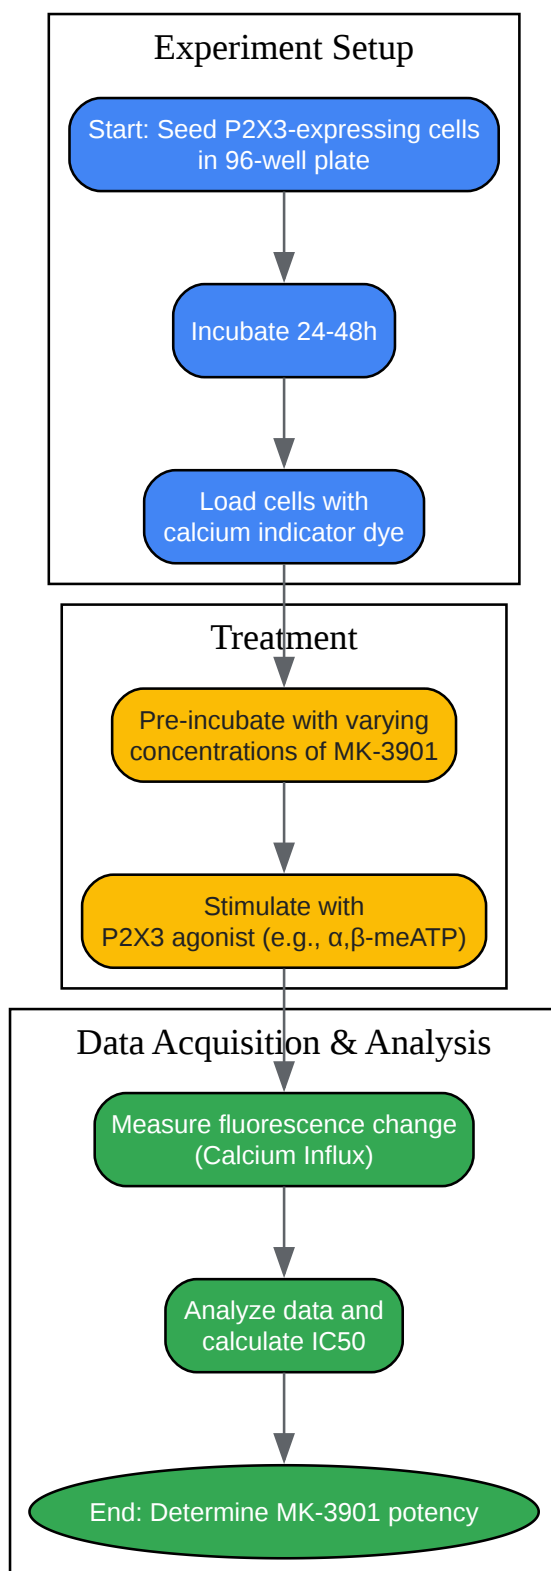 Experiment Setup
Start: Seed P2X3-expressing cells
in 96-well plate
Incubate 24-48h
Load cells with
calcium indicator dye
Treatment
Pre-incubate with varying
concentrations of MK-3901
Stimulate with
P2X3 agonist (e.g., α,β-meATP)
Data Acquisition & Analysis
Measure fluorescence change
(Calcium Influx)
Analyze data and
calculate IC50
End: Determine MK-3901 potency